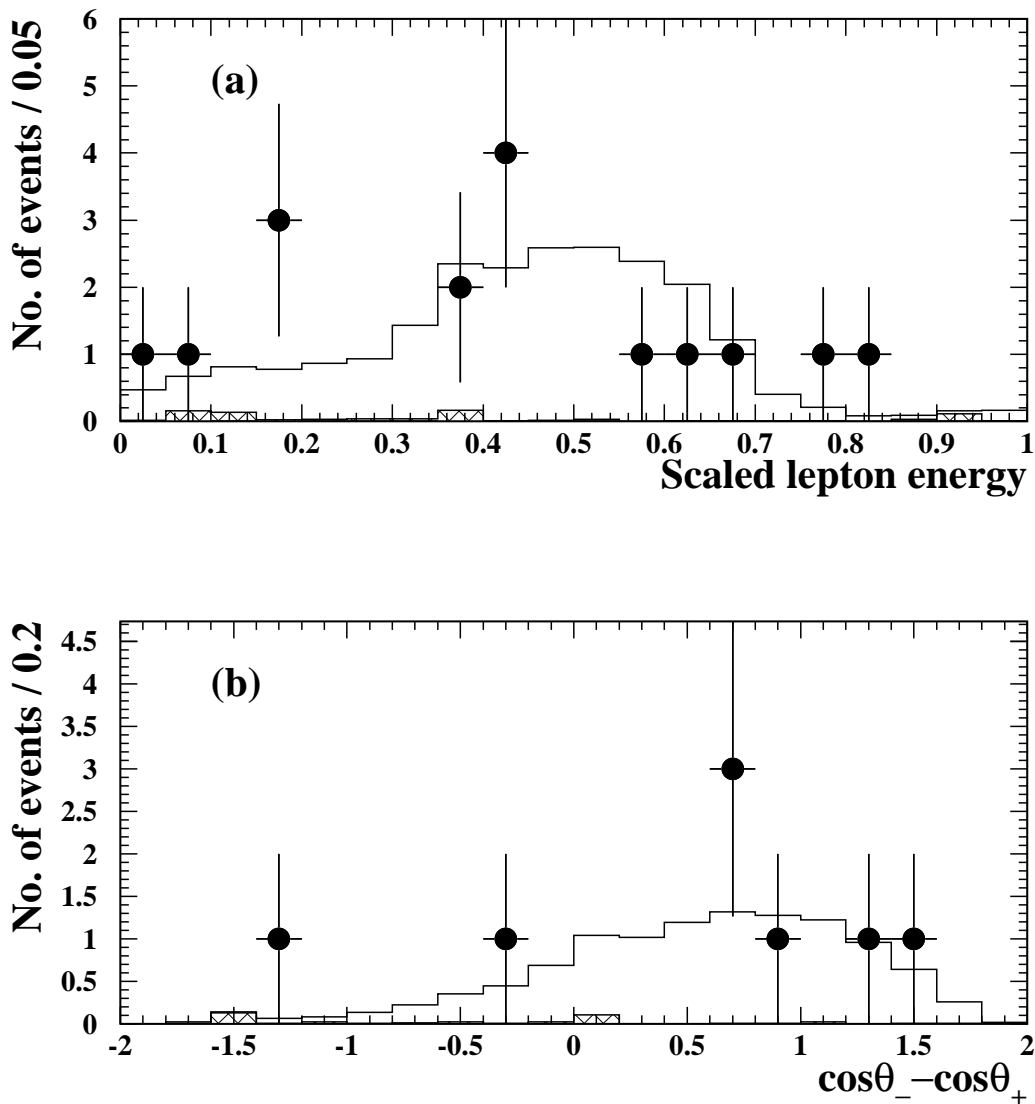 No. of events / 0.05
(a)
6
5
4
3
2
1
0
0 0.1 0.2 0.3 0.4 0.5 0.6 0.7 0.8 0.9 1
Scaled lepton energy
No. of events / 0.2
(b)
4.5
4
3.5
3
2.5
2
1.5
1
0.5
0
-2 -1.5 -1 -0.5 0 0.5 1 1.5 2
cosθ_−cosθ₊